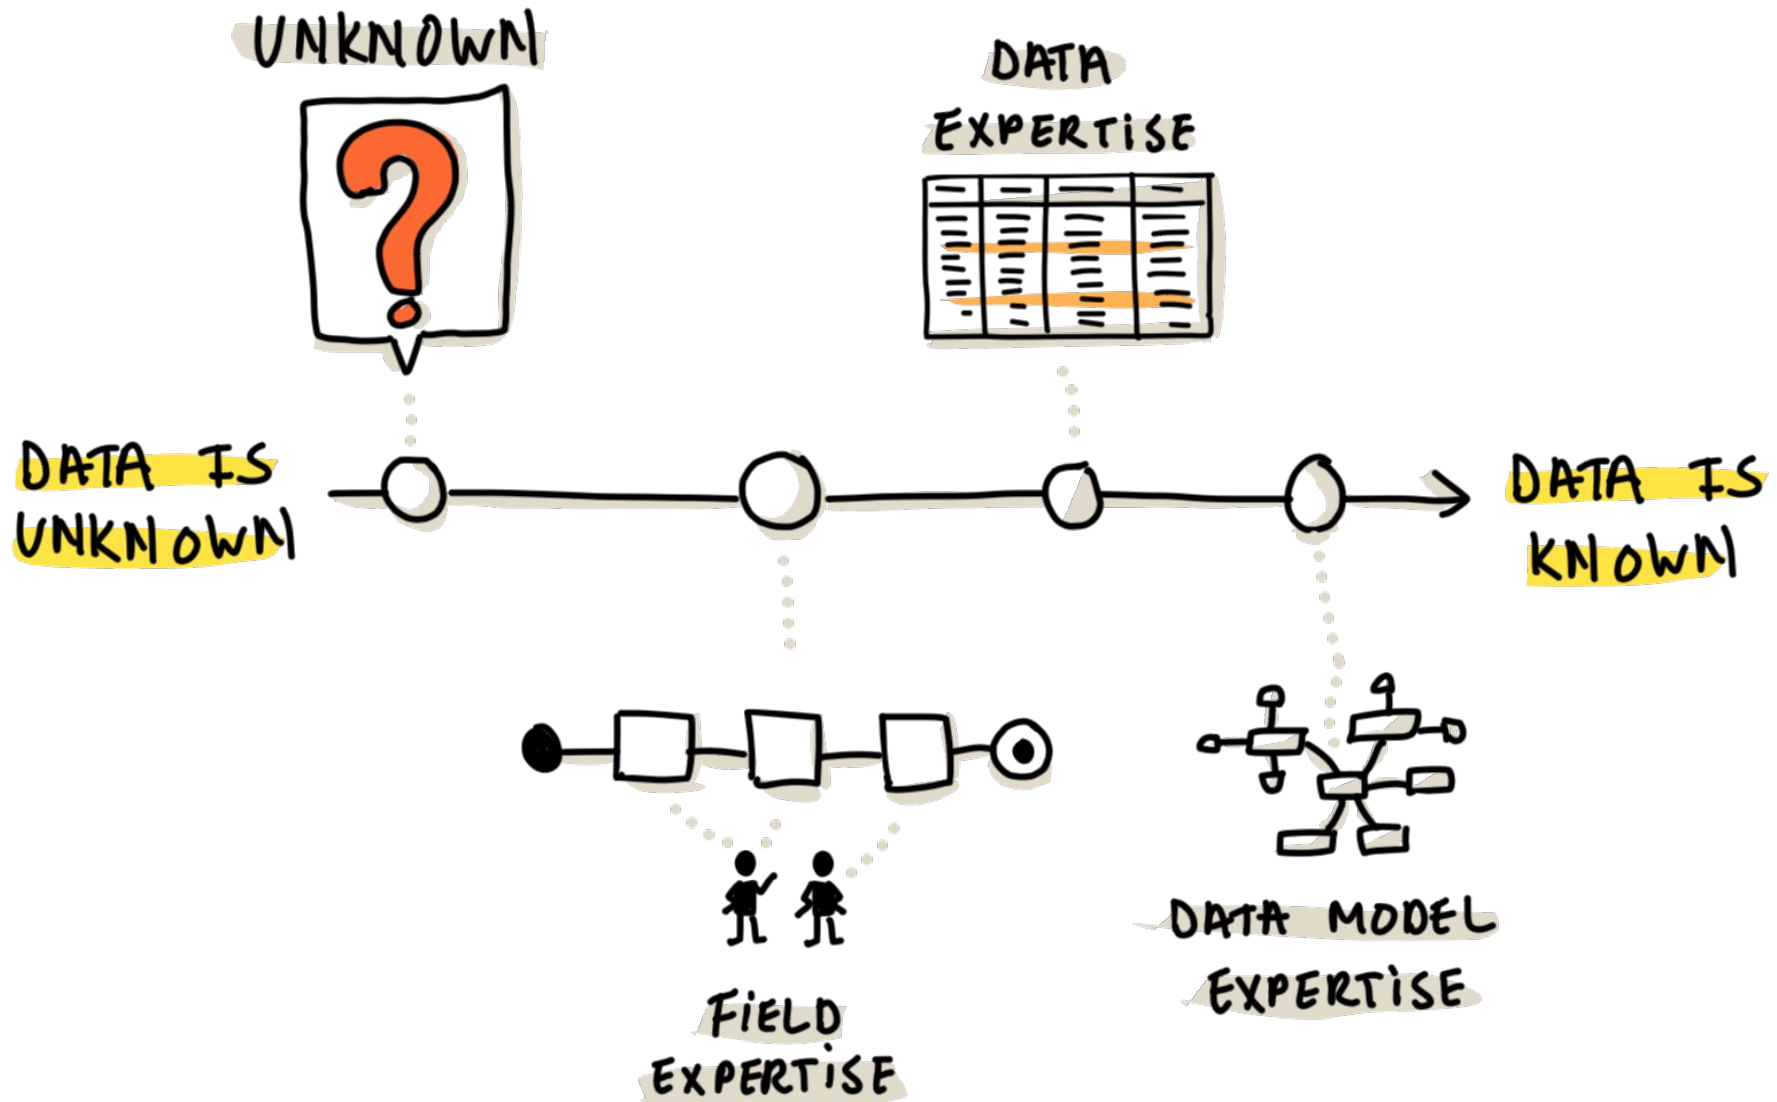 UNKNOWN
DATA
EXPERTiSE
DATA IS
UNKNOWN
DATA IS
KNOWN
DATA MODEL
EXPERTiSE
FiELD
EXPERTiSE